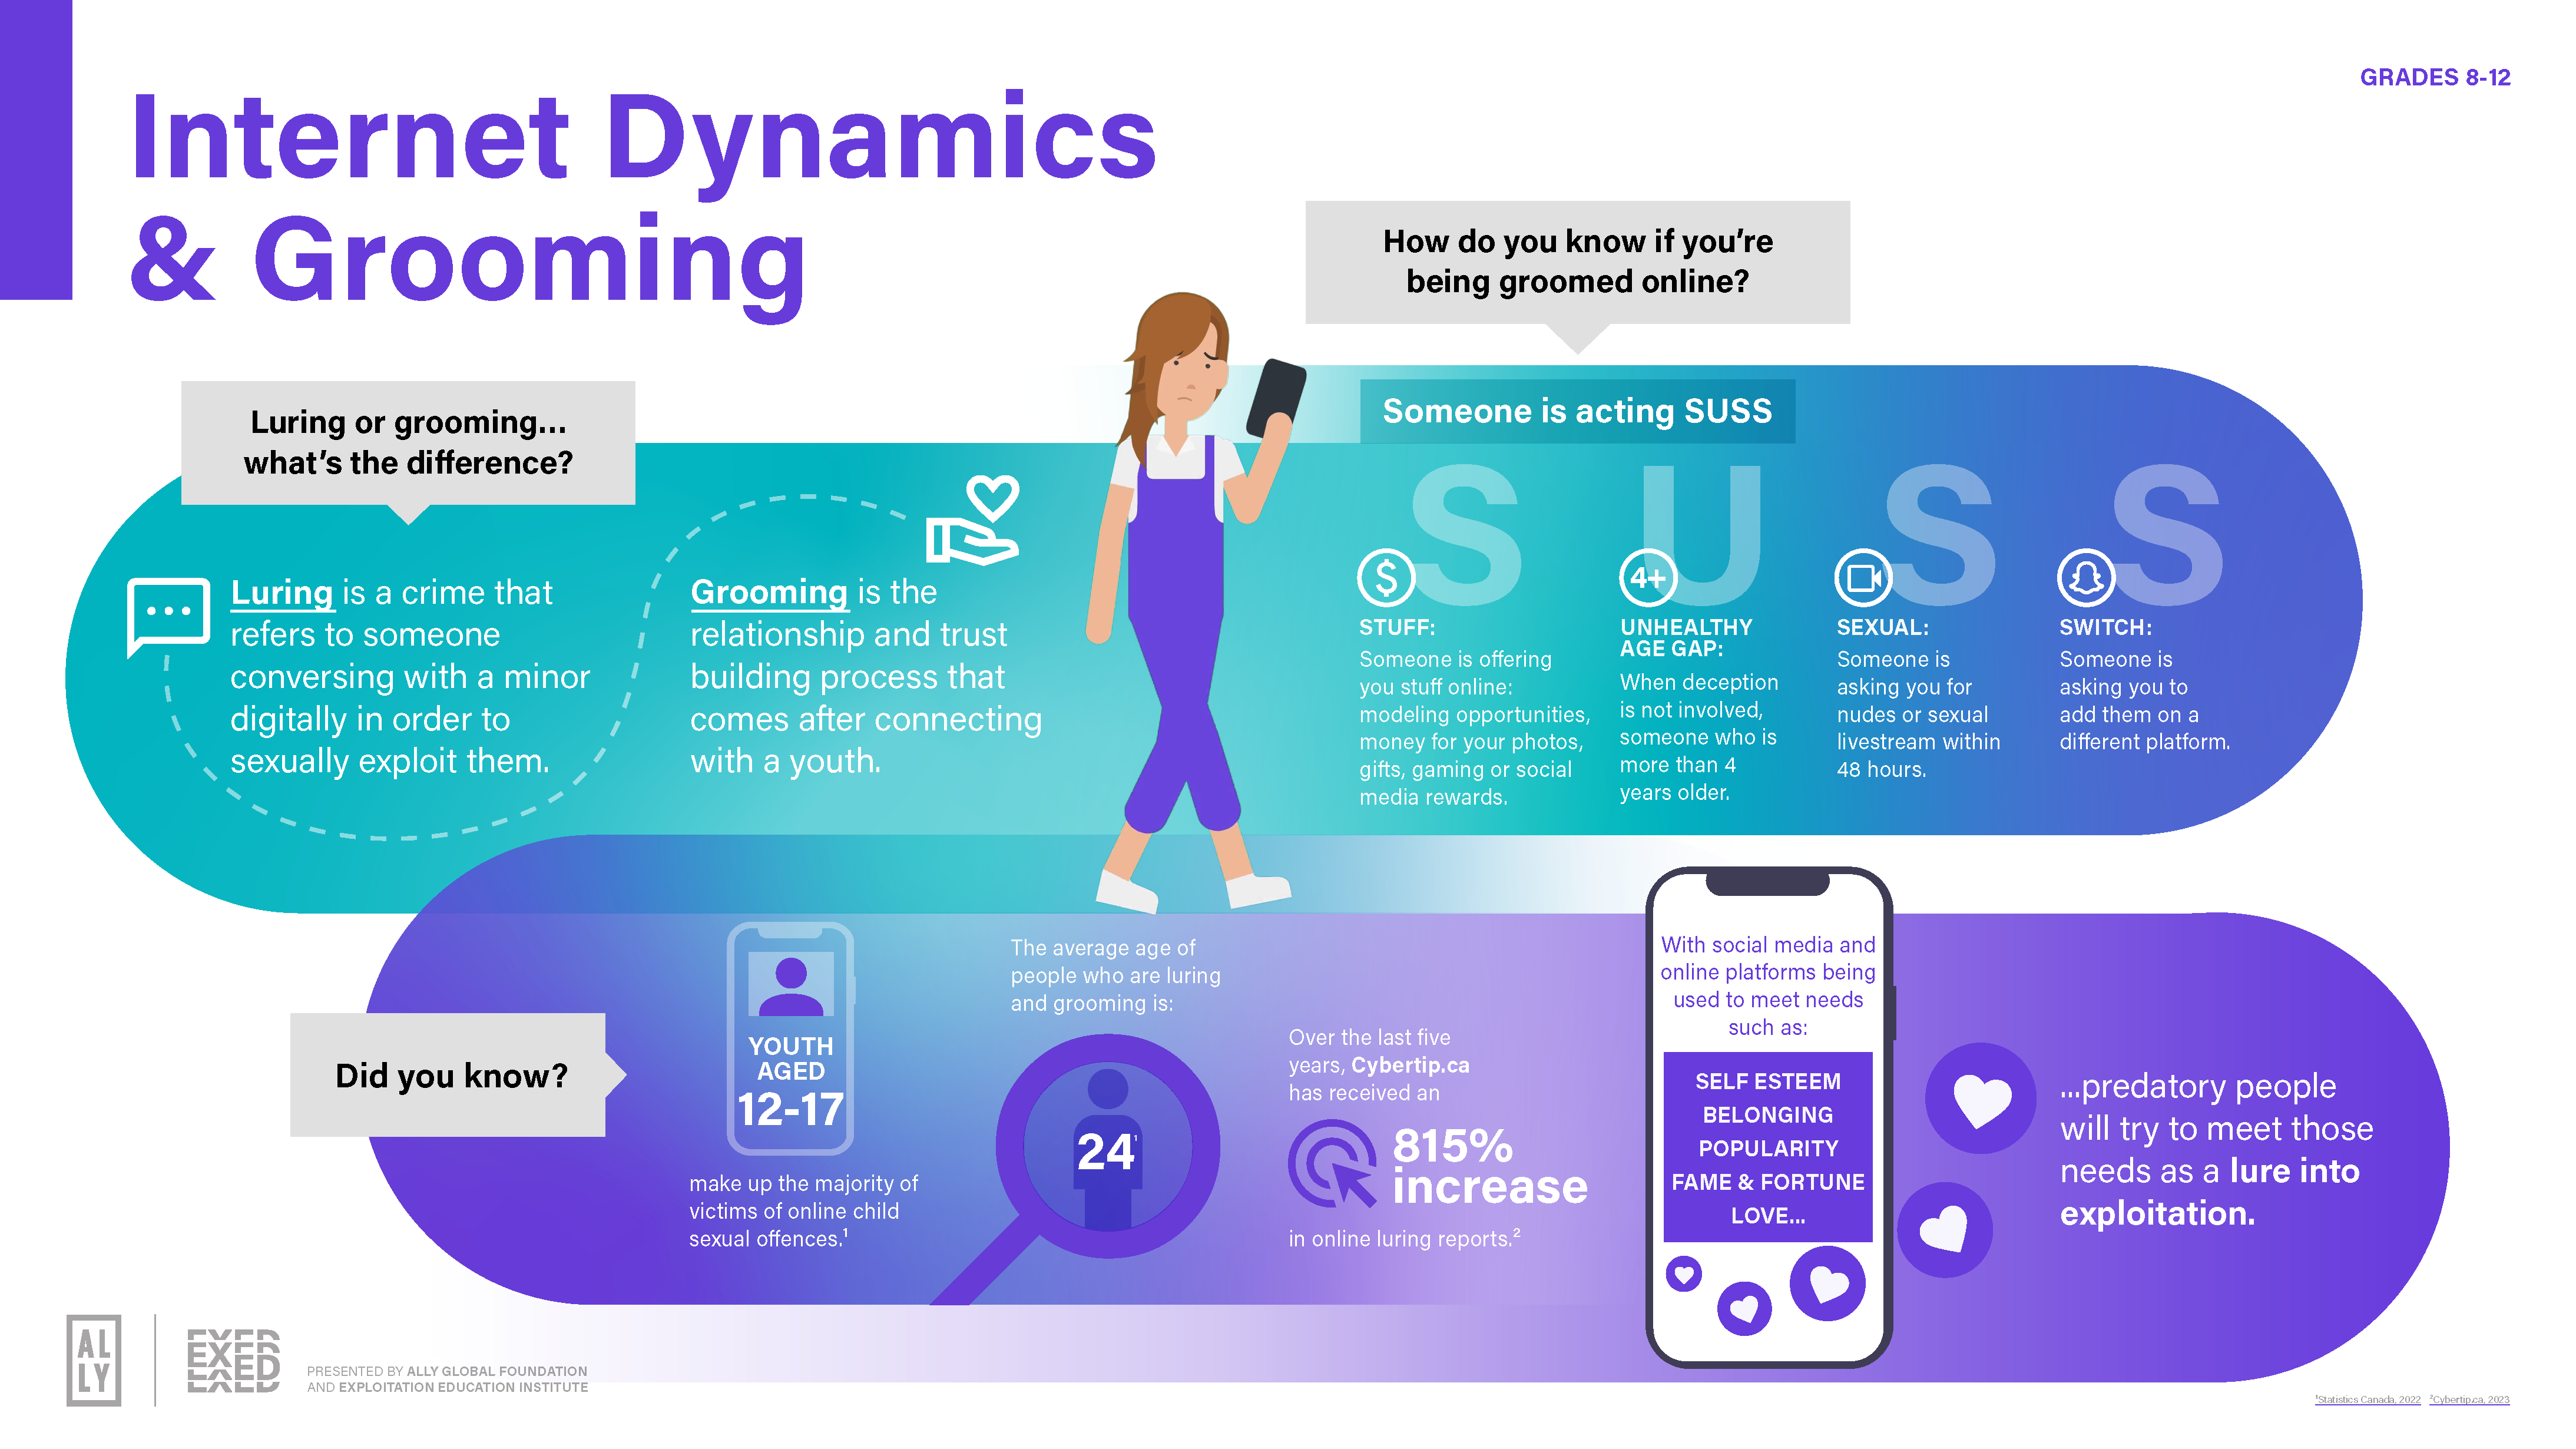 GRADES 8-12
Internet Dynamics
& Grooming
Luring or grooming...
what's the difference?
Luring is a crime that
refers to someone
conversing with a minor
digitally in order to
sexually exploit them.
Grooming is the
relationship and trust
building process that
comes after connecting
with a youth.
How do you know if you're
being groomed online?
Someone is acting SUSS
S
STUFF:
Someone is offering
you stuff online:
modeling opportunities,
money for your photos,
gifts, gaming or social
media rewards.
U
4+
UNHEALTHY
AGE GAP:
When deception
is not involved,
someone who is
more than 4
years older.
S
SEXUAL:
Someone is
asking you for
nudes or sexual
livestream within
48 hours.
S
SWITCH:
Someone is
asking you to
add them on a
different platform.
Did you know?
YOUTH
AGED
12-17
make up the majority of
victims of online child
sexual offences.¹
The average age of
people who are luring
and grooming is:
24¹
Over the last five
years, Cybertip.ca
has received an
815%
increase
in online luring reports.²
With social media and
online platforms being
used to meet needs
such as:
SELF ESTEEM
BELONGING
POPULARITY
FAME & FORTUNE
LOVE...
...predatory people
will try to meet those
needs as a lure into
exploitation.
AL
LY
EXED
PRESENTED BY ALLY GLOBAL FOUNDATION
AND EXPLOITATION EDUCATION INSTITUTE
¹Statistics Canada, 2022 ²Cybertip.ca, 2023